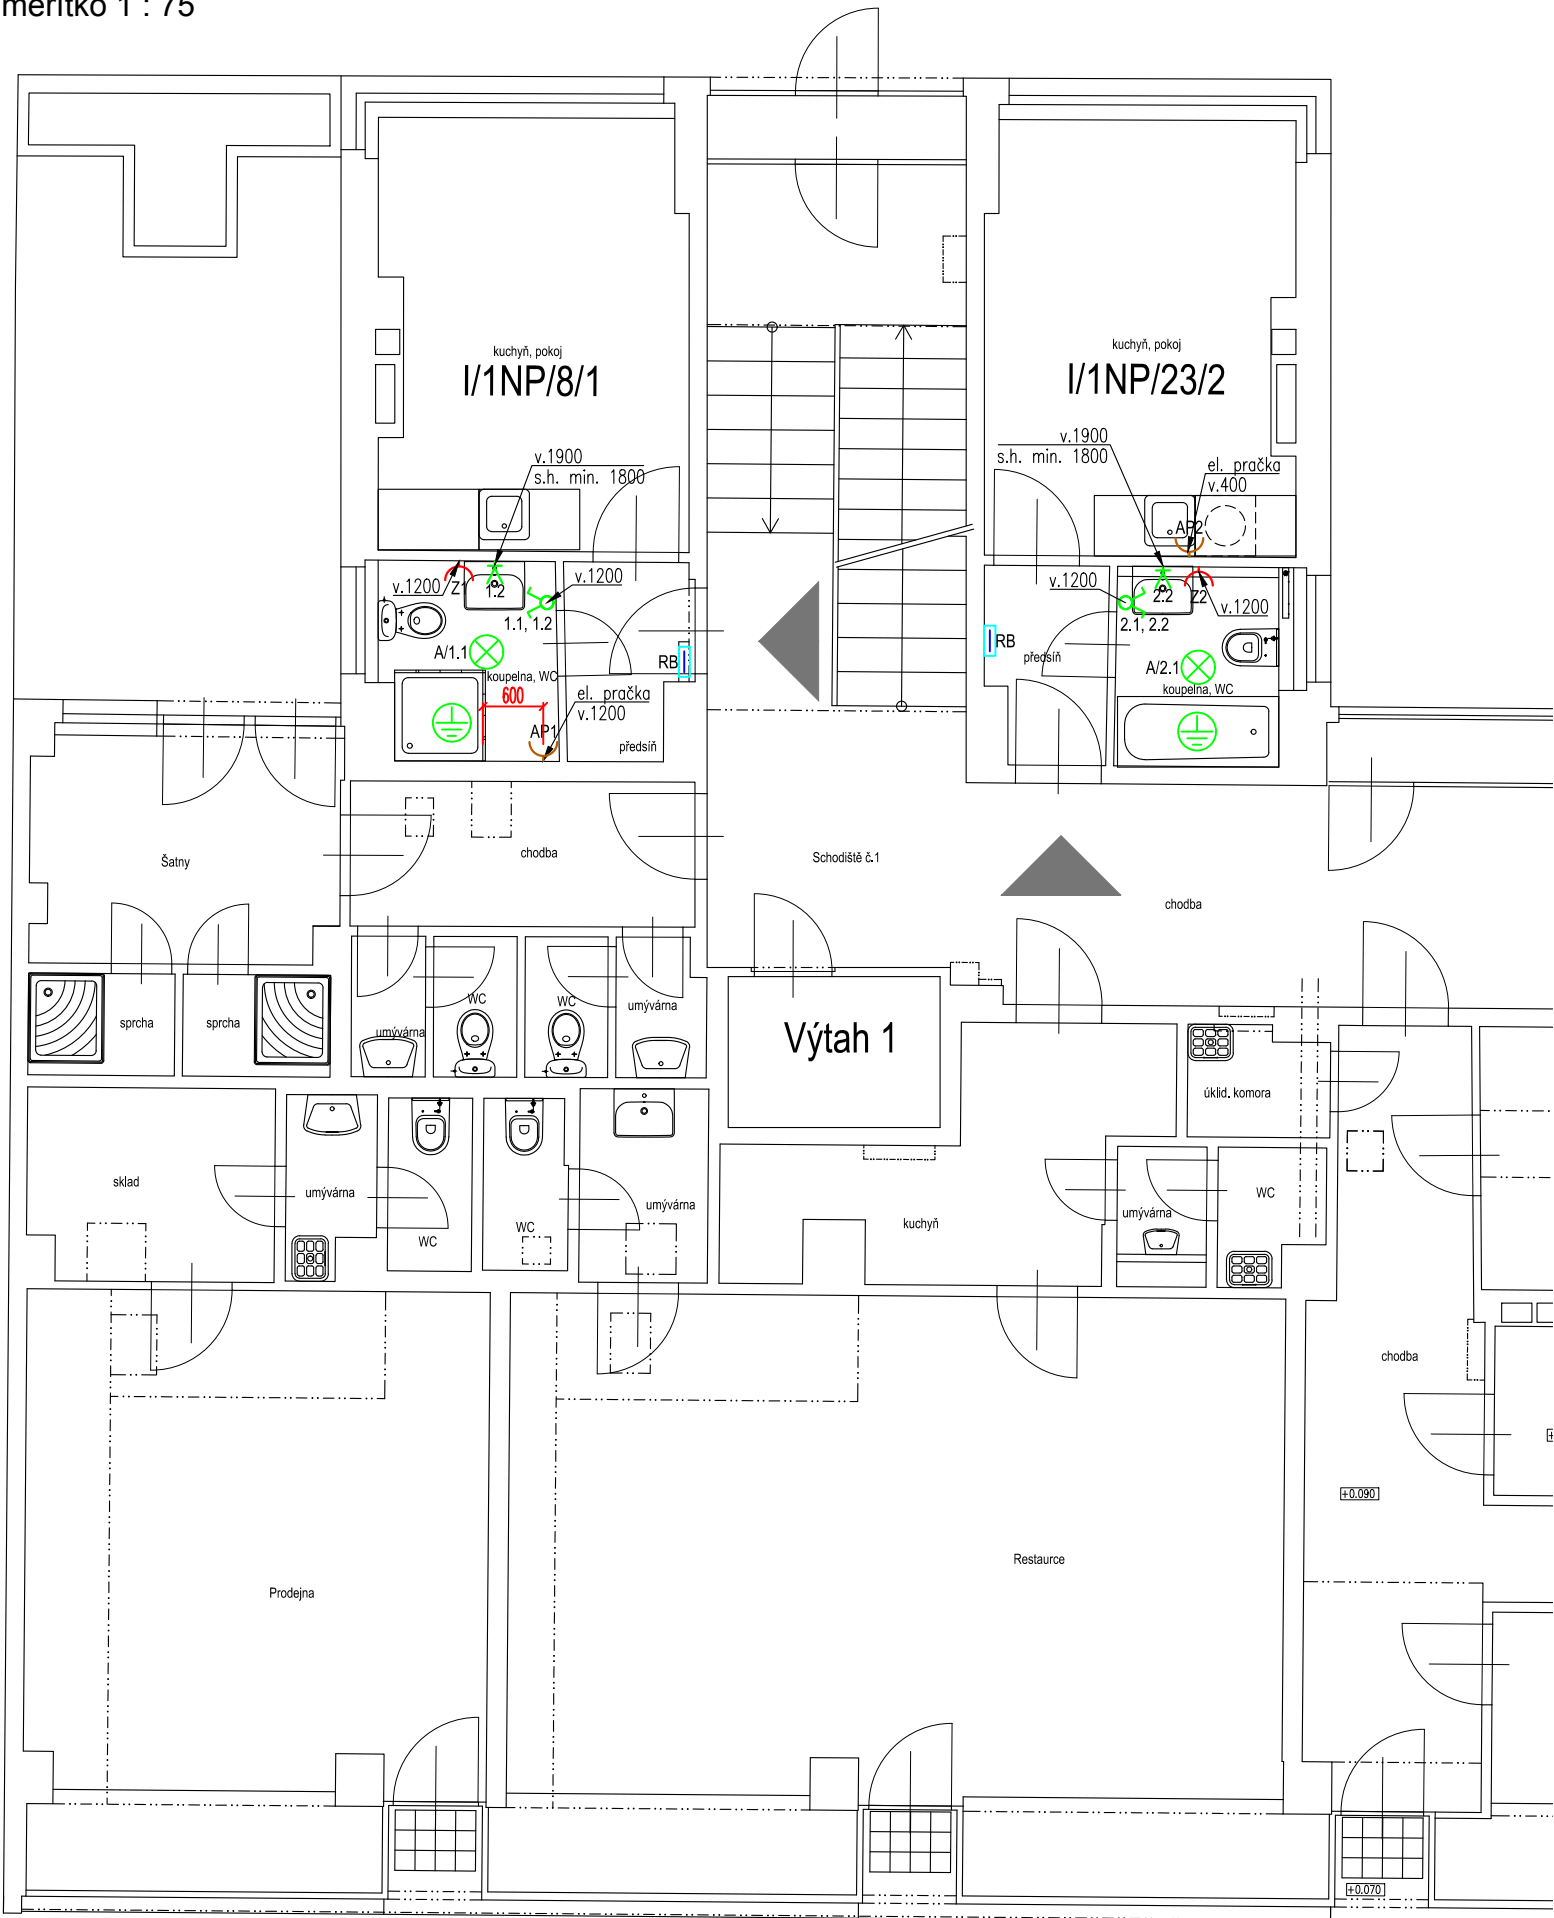 měřítko 1 : 75
kuchyň, pokoj
I/1NP/8/1
kuchyň, pokoj
I/1NP/23/2
v.1900
s.h. min. 1800
v.1900
s.h. min. 1800
el. pračka
v.400
AP2
v.1200
Z1
1.2
v.1200
1.1, 1.2
A/1.1
koupelna, WC
600
el. pračka
v.1200
AP1
RB
předsíň
v.1200
2.2
Z2
v.1200
2.1, 2.2
RB
předsíň
A/2.1
koupelna, WC
Šatny
chodba
Schodiště č.1
chodba
sprcha
sprcha
umývárna
WC
WC
umývárna
Výtah 1
úklid. komora
sklad
umývárna
WC
WC
umývárna
kuchyň
umývárna
WC
chodba
+0.090
Restaurce
Prodejna
+0.070